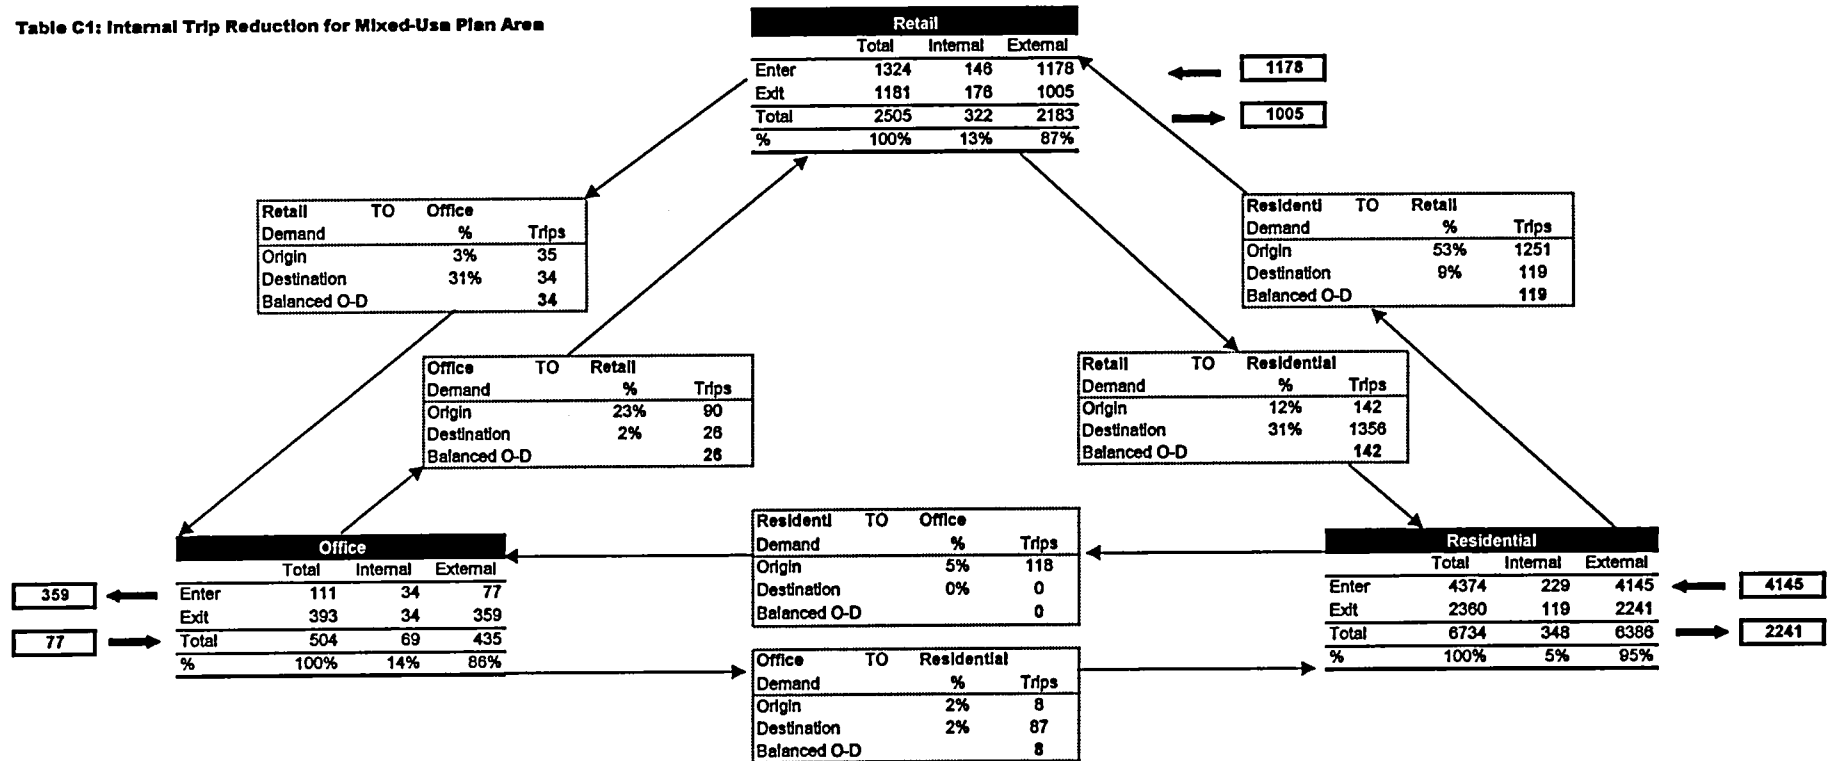 Table C1: Internal Trip Reduction for Mixed-Use Plan Area
Retail
Total Internal External
Enter 1324 146 1178
Exit 1181 176 1005
Total 2505 322 2183
% 100% 13% 87%
1178
1005
Retail TO Office
Demand % Trips
Origin 3% 35
Destination 31% 34
Balanced O-D 34
Residenti TO Retail
Demand % Trips
Origin 53% 1251
Destination 9% 119
Balanced O-D 119
Office TO Retail
Demand % Trips
Origin 23% 90
Destination 2% 26
Balanced O-D 26
Retail TO Residential
Demand % Trips
Origin 12% 142
Destination 31% 1356
Balanced O-D 142
Office
Total Internal External
Enter 111 34 77
Exit 393 34 359
Total 504 69 435
% 100% 14% 86%
359
77
Residenti TO Office
Demand % Trips
Origin 5% 118
Destination 0% 0
Balanced O-D 0
Residential
Total Internal External
Enter 4374 229 4145
Exit 2360 119 2241
Total 6734 348 6386
% 100% 5% 95%
4145
2241
Office TO Residential
Demand % Trips
Origin 2% 8
Destination 2% 87
Balanced O-D 8